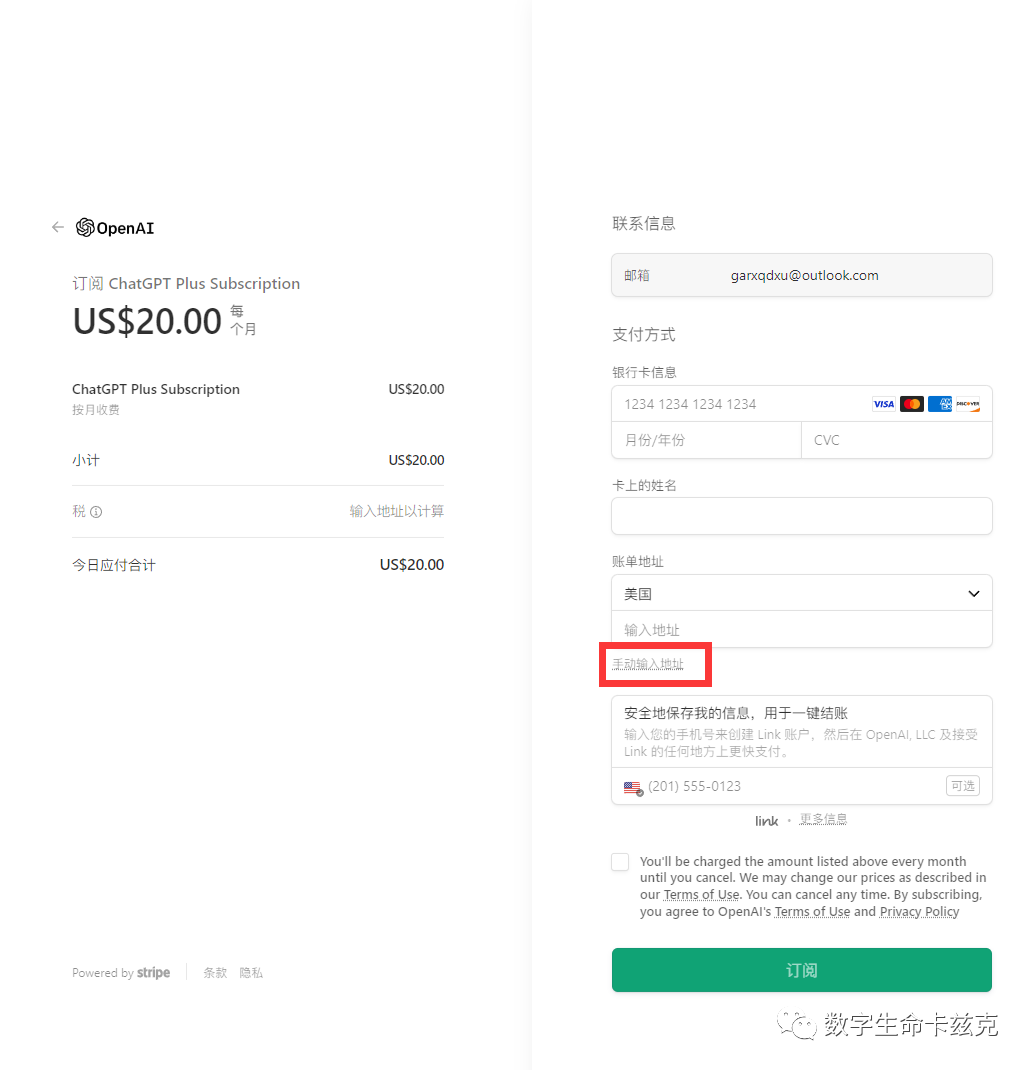 OpenAI
订阅 ChatGPT Plus Subscription
US$20.00 每
个月
ChatGPT Plus Subscription US$20.00
按月收费
小计 US$20.00
税 输入地址以计算
今日应付合计 US$20.00
Powered by stripe 条款 隐私
联系信息
邮箱 garxqdxu@outlook.com
支付方式
银行卡信息
1234 1234 1234 1234 VISA AMEX DISCOVER
月份/年份 CVC
卡上的姓名
账单地址
美国
输入地址
手动输入地址
安全地保存我的信息，用于一键结账
输入您的手机号来创建 Link 账户，然后在 OpenAI, LLC 及接受
Link 的任何地方上更快支付。
(201) 555-0123 可选
link · 更多信息
You'll be charged the amount listed above every month
until you cancel. We may change our prices as described in
our Terms of Use. You can cancel any time. By subscribing,
you agree to OpenAI's Terms of Use and Privacy Policy
订阅
数字生命卡兹克